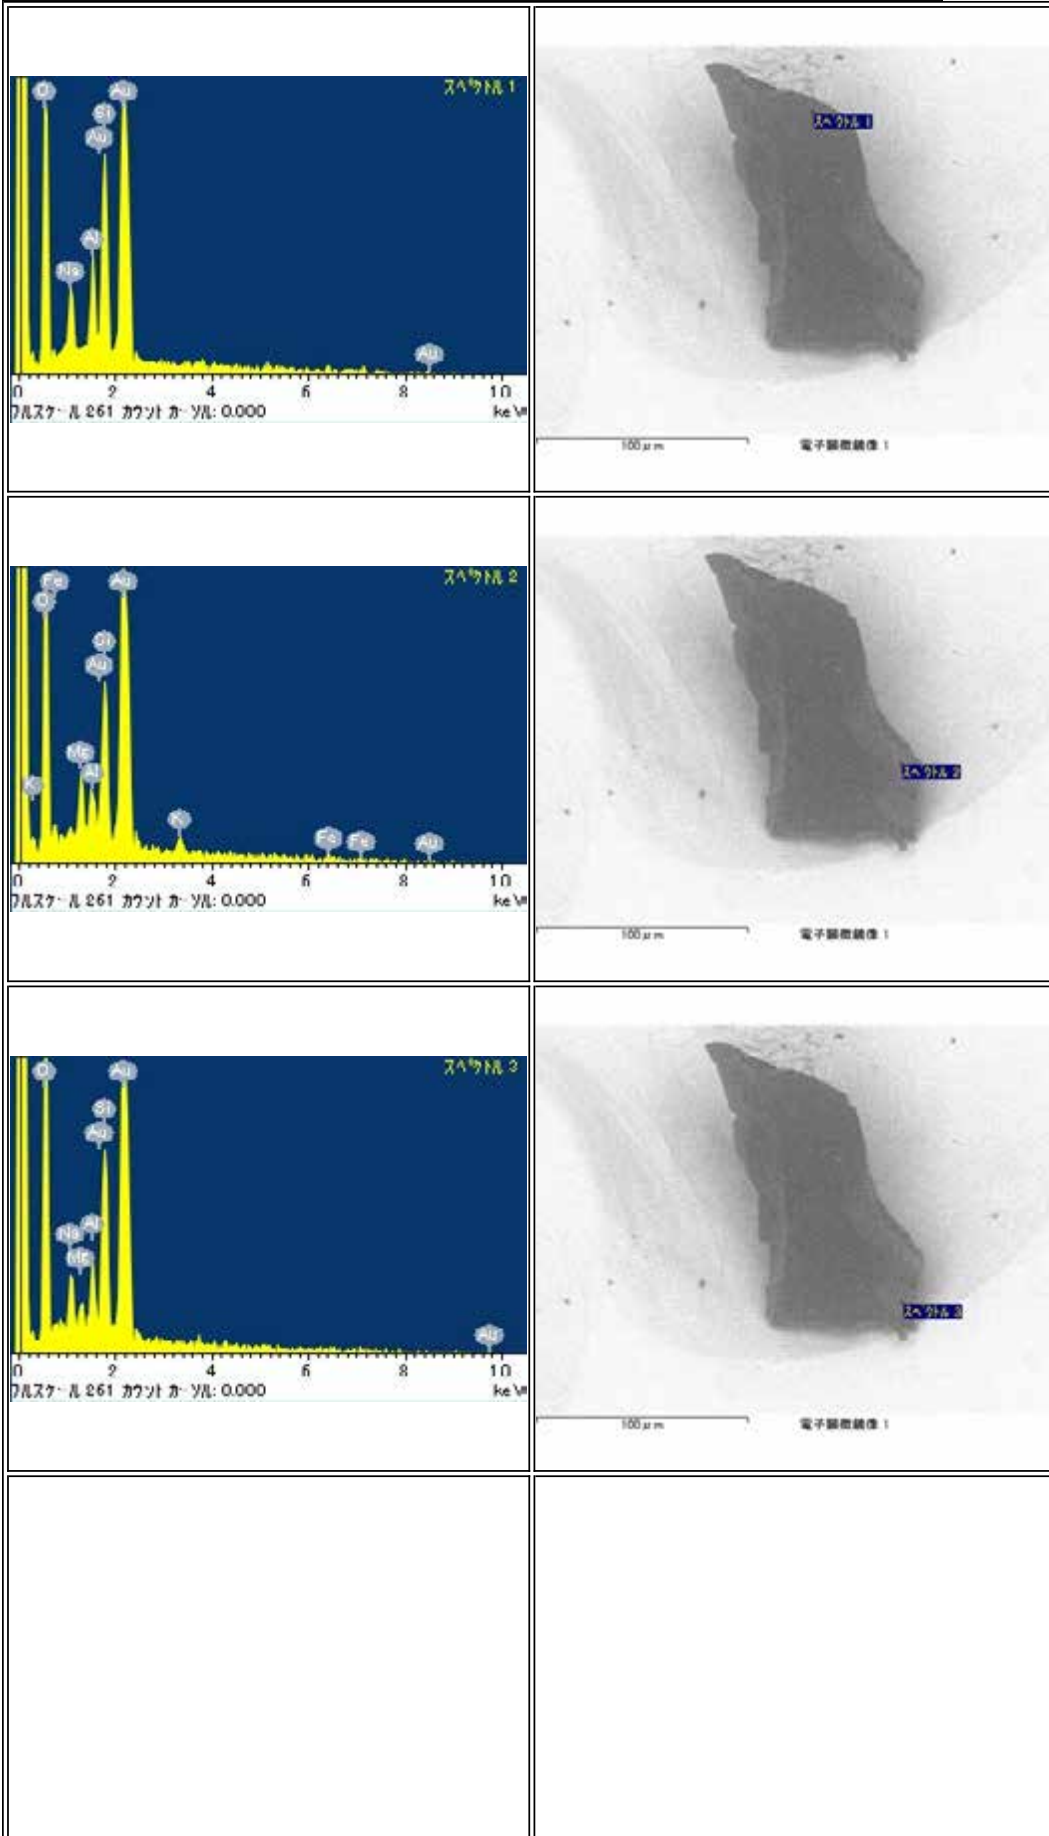 スペクトル 1
O
Au
Si
Au
Al
Na
Au
0 2 4 6 8 10
フルスケール 261 カウント カーソル: 0.000 keV
スペクトル 1
100μm 電子顕微鏡像 1
スペクトル 2
Fe
Au
O
Si
Au
Mg
Al
K
K
Fe Fe Au
0 2 4 6 8 10
フルスケール 261 カウント カーソル: 0.000 keV
スペクトル 2
100μm 電子顕微鏡像 1
スペクトル 3
O
Au
Si
Au
Al
Na
Mg
Au
0 2 4 6 8 10
フルスケール 261 カウント カーソル: 0.000 keV
スペクトル 3
100μm 電子顕微鏡像 1